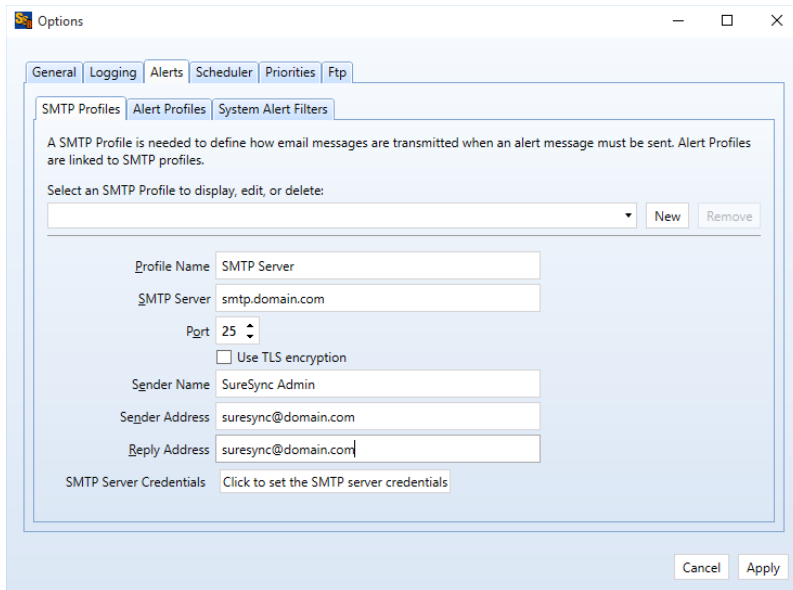 Options
General Logging Alerts Scheduler Priorities Ftp
SMTP Profiles Alert Profiles System Alert Filters
A SMTP Profile is needed to define how email messages are transmitted when an alert message must be sent. Alert Profiles
are linked to SMTP profiles.
Select an SMTP Profile to display, edit, or delete:
New Remove
Profile Name SMTP Server
SMTP Server smtp.domain.com
Port 25
Use TLS encryption
Sender Name SureSync Admin
Sender Address suresync@domain.com
Reply Address suresync@domain.com
SMTP Server Credentials Click to set the SMTP server credentials
Cancel Apply